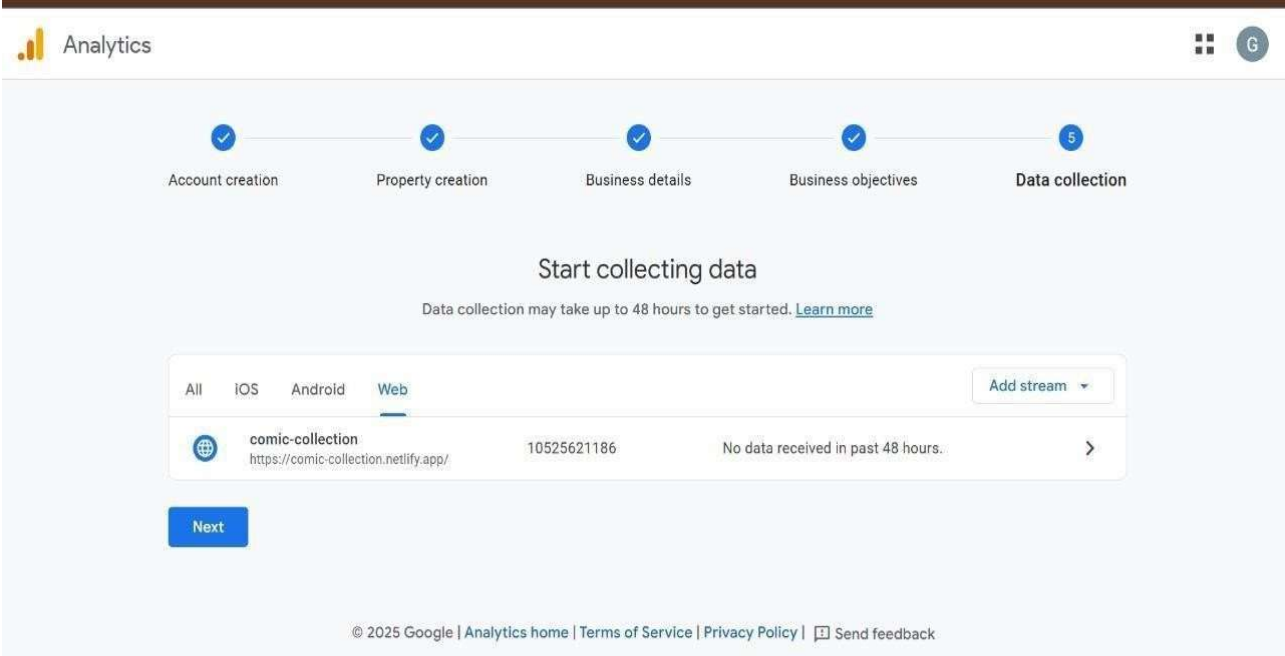 Analytics
G
5
Account creation Property creation Business details Business objectives Data collection
Start collecting data
Data collection may take up to 48 hours to get started. Learn more
All iOS Android Web Add stream
comic-collection
https://comic-collection.netlify.app/
10525621186 No data received in past 48 hours.
Next
© 2025 Google | Analytics home | Terms of Service | Privacy Policy | Send feedback